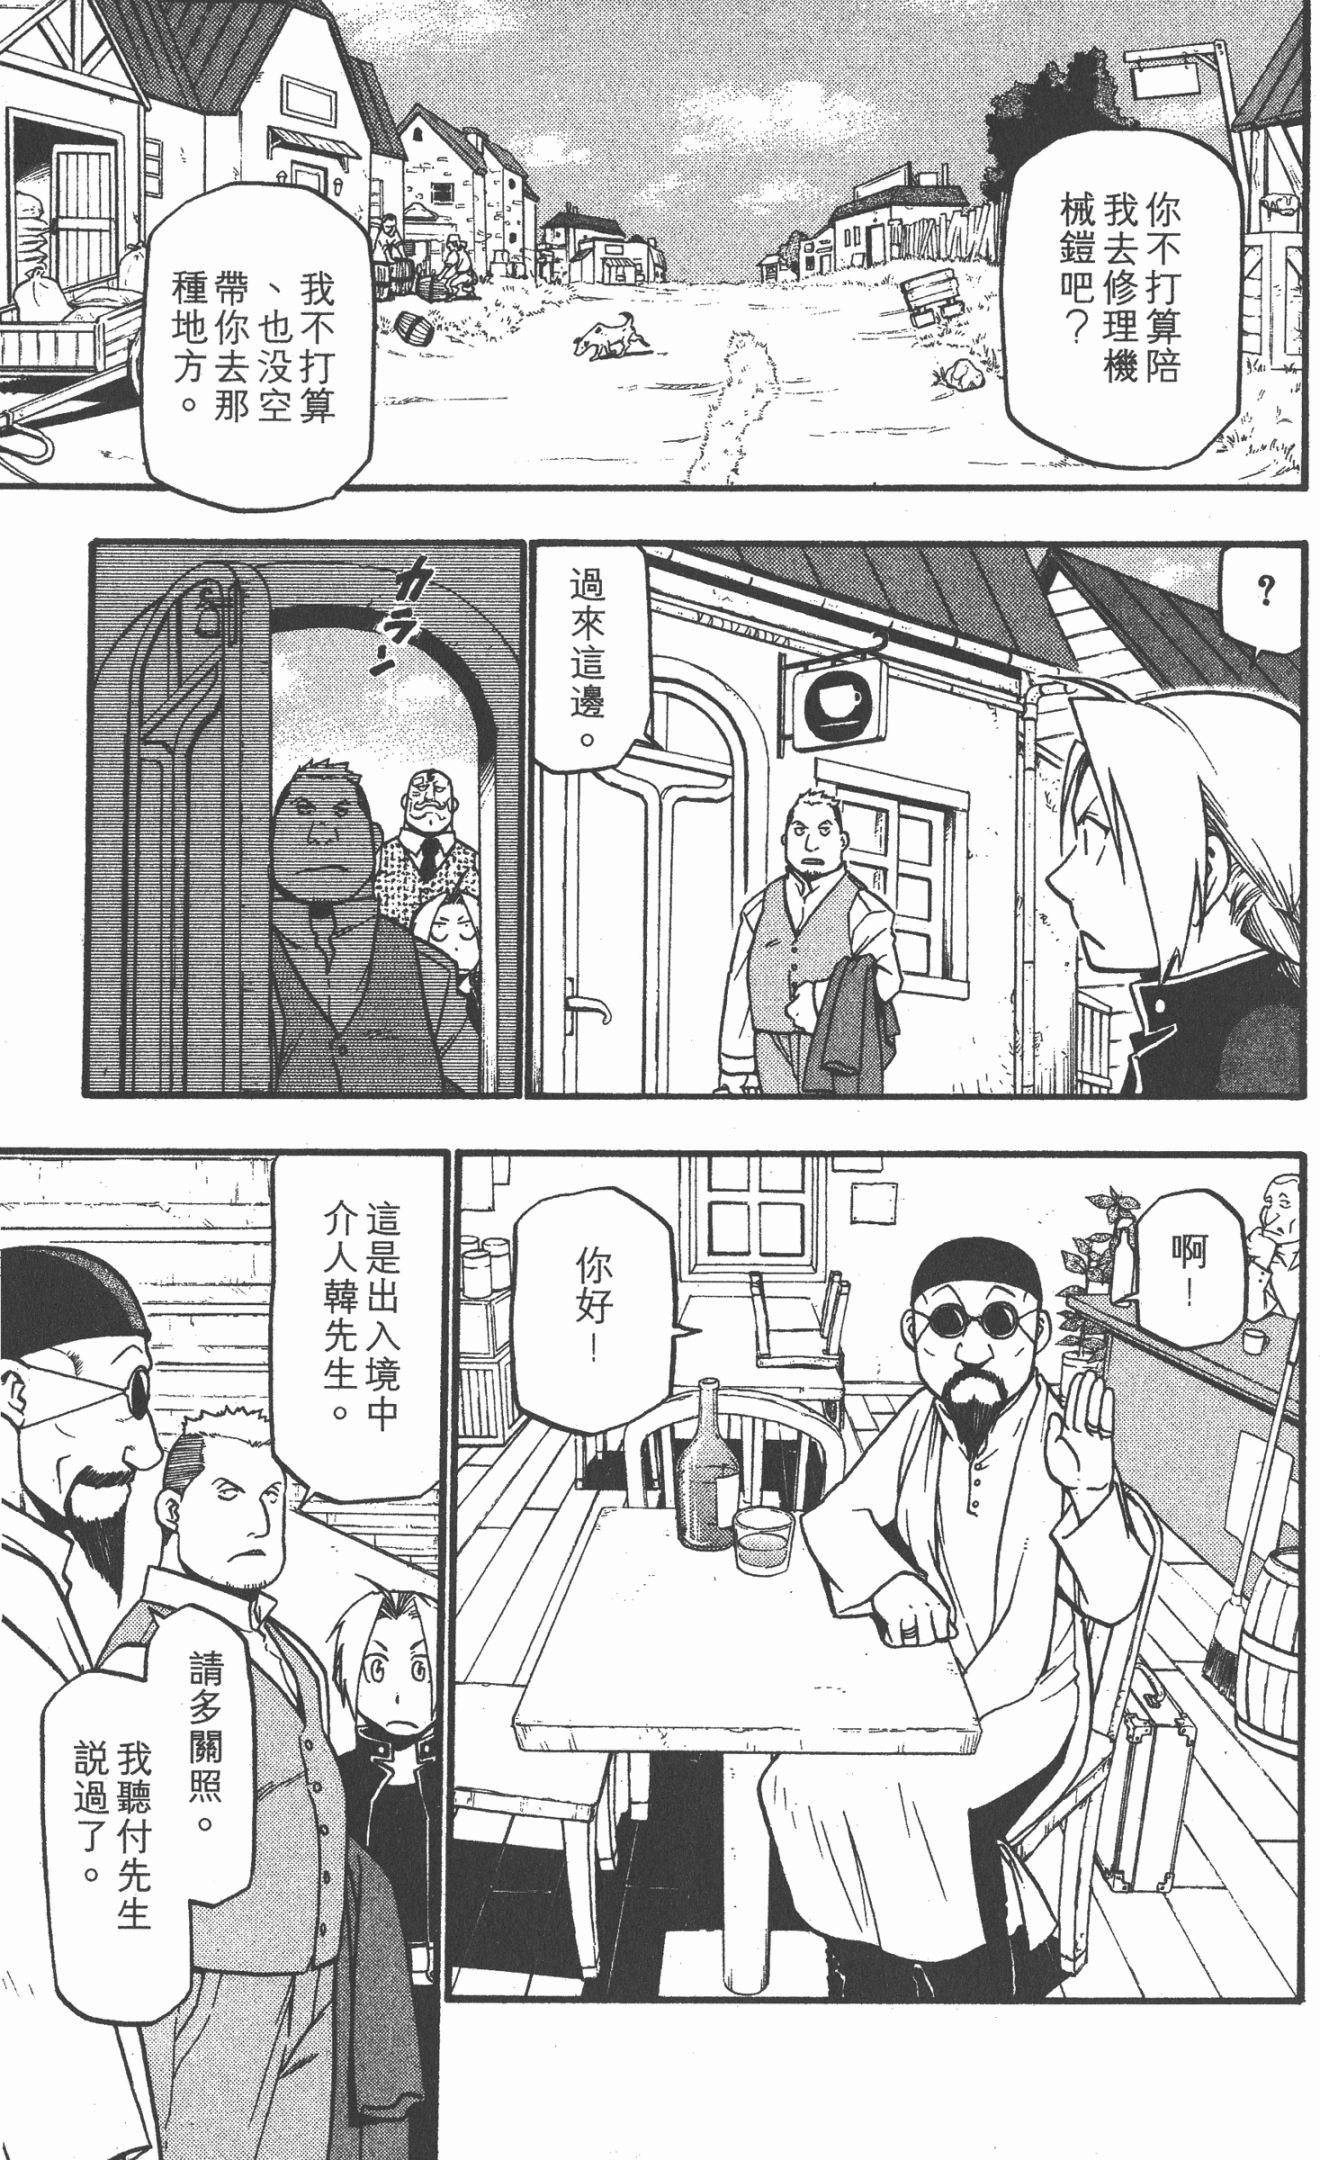 你不打算陪
我去修理機
械鎧吧？
我不打算
、也没空
帶你去那
種地方。
？
過來這邊。
カラーン
啊！
你好！
這是出入境中
介人韓先生。
請多關照。
我聽付先生
説過了。